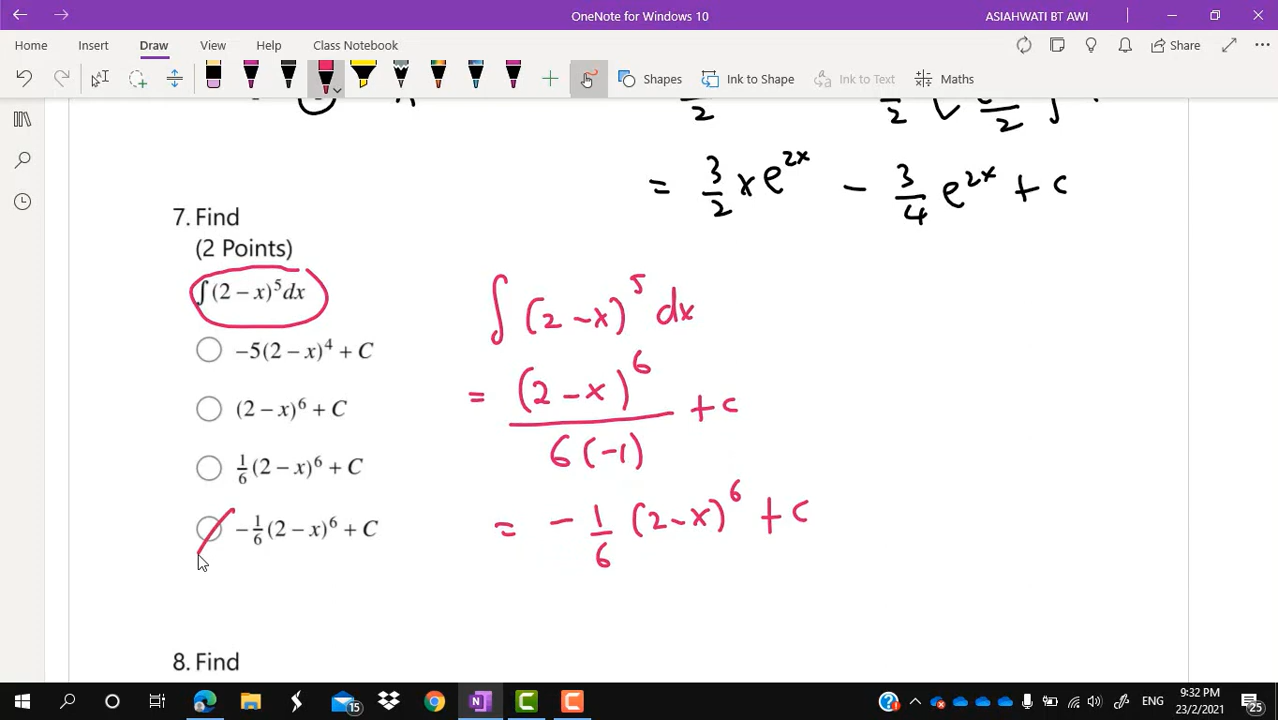 OneNote for Windows 10
ASIAHWATI BT AWI
Home Insert Draw View Help Class Notebook
Share
Shapes Ink to Shape Ink to Text Maths
= 3/2 xe^2x − 3/4 e^2x + c
7. Find
(2 Points)
∫(2 − x)^5 dx
−5(2 − x)^4 + C
(2 − x)^6 + C
1/6(2 − x)^6 + C
−1/6(2 − x)^6 + C
∫ (2 − x)^5 dx
= (2 − x)^6 / 6(−1) + c
= − 1/6 (2 − x)^6 + c
8. Find
15
ENG
9:32 PM
23/2/2021
25